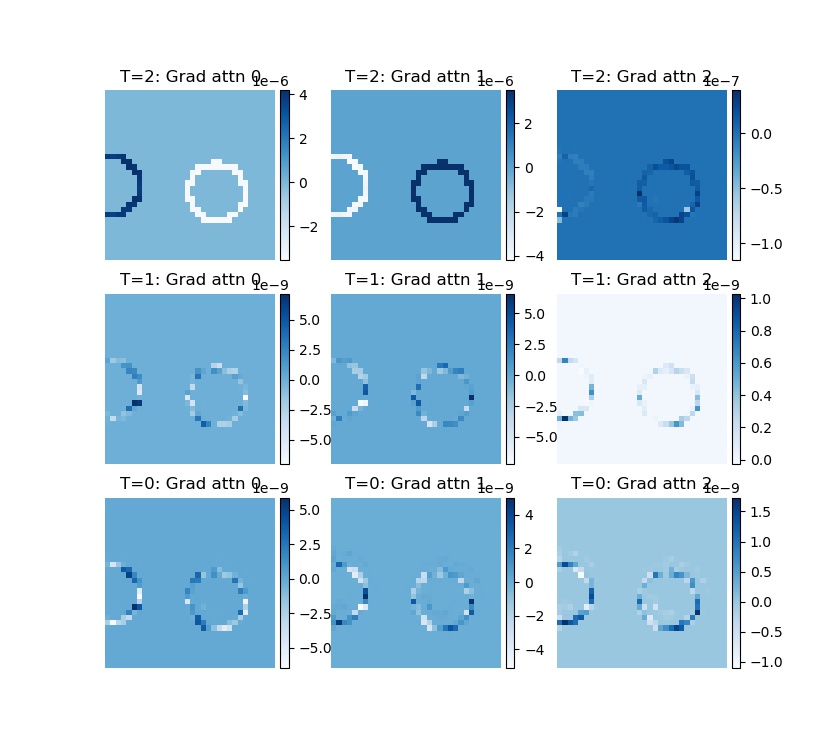 T=2: Grad attn 0
1e−6
4
2
0
−2
T=2: Grad attn 1
1e−6
2
0
−2
−4
T=2: Grad attn 2
1e−7
0.0
−0.5
−1.0
T=1: Grad attn 0
1e−9
5.0
2.5
0.0
−2.5
−5.0
T=1: Grad attn 1
1e−9
5.0
2.5
0.0
−2.5
−5.0
T=1: Grad attn 2
1e−9
1.0
0.8
0.6
0.4
0.2
0.0
T=0: Grad attn 0
1e−9
5.0
2.5
0.0
−2.5
−5.0
T=0: Grad attn 1
1e−9
4
2
0
−2
−4
T=0: Grad attn 2
1e−9
1.5
1.0
0.5
0.0
−0.5
−1.0